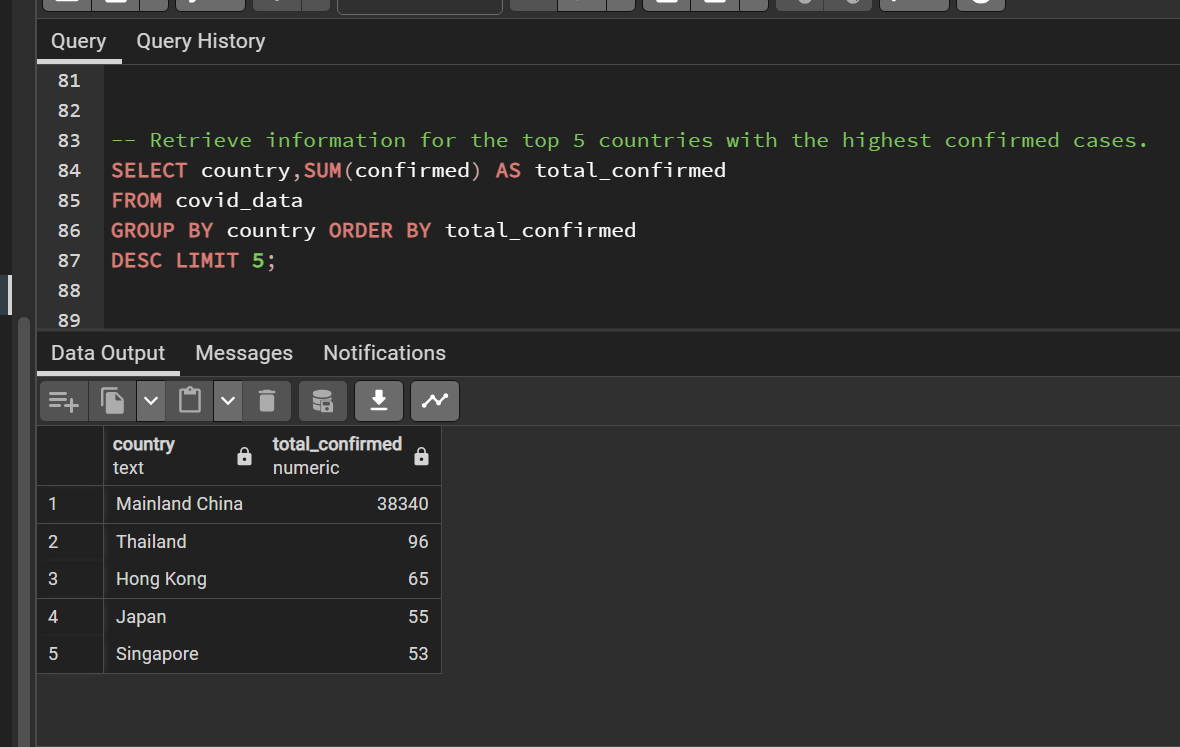 Query Query History
81
82
83 -- Retrieve information for the top 5 countries with the highest confirmed cases.
84 SELECT country,SUM(confirmed) AS total_confirmed
85 FROM covid_data
86 GROUP BY country ORDER BY total_confirmed
87 DESC LIMIT 5;
88
89
Data Output Messages Notifications
country total_confirmed
text numeric
1 Mainland China 38340
2 Thailand 96
3 Hong Kong 65
4 Japan 55
5 Singapore 53